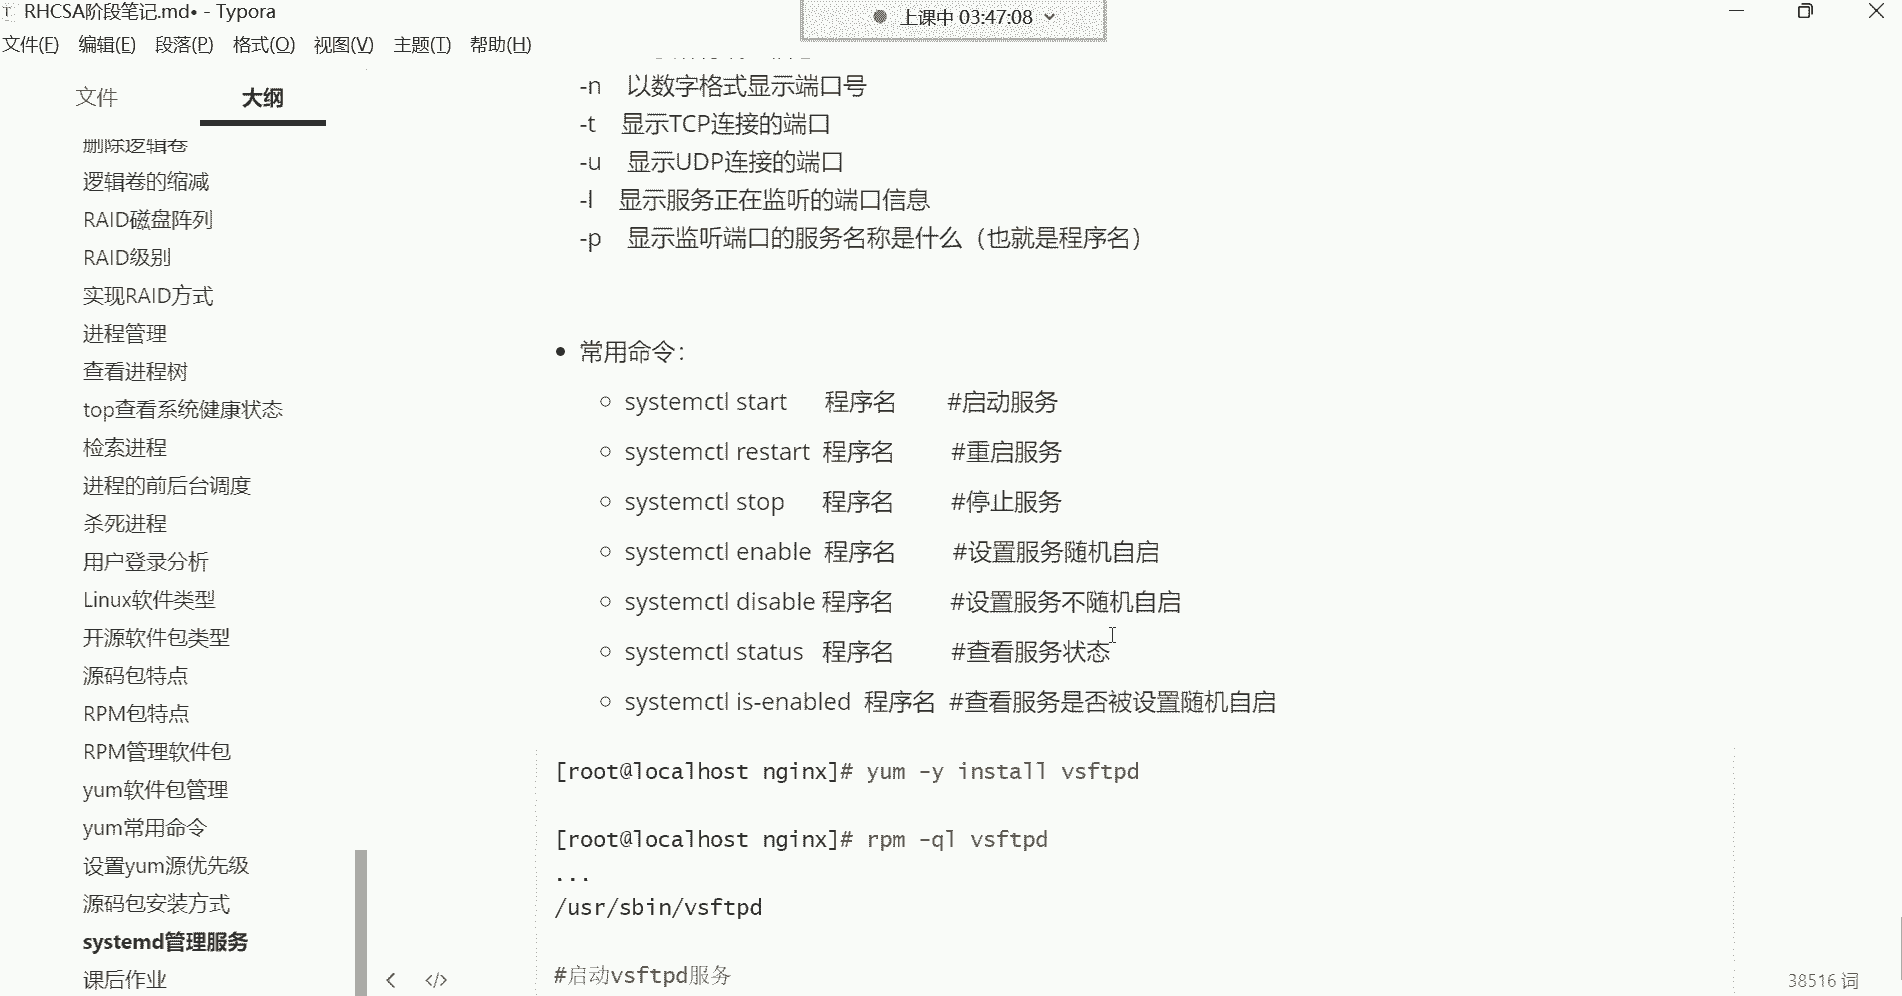 RHCSA阶段笔记.md• - Typora
上课中 03:47:08
文件(F) 编辑(E) 段落(P) 格式(O) 视图(V) 主题(T) 帮助(H)
文件 大纲
删除逻辑卷
逻辑卷的缩减
RAID磁盘阵列
RAID级别
实现RAID方式
进程管理
查看进程树
top查看系统健康状态
检索进程
进程的前后台调度
杀死进程
用户登录分析
Linux软件类型
开源软件包类型
源码包特点
RPM包特点
RPM管理软件包
yum软件包管理
yum常用命令
设置yum源优先级
源码包安装方式
systemd管理服务
课后作业
-n 以数字格式显示端口号
-t 显示TCP连接的端口
-u 显示UDP连接的端口
-l 显示服务正在监听的端口信息
-p 显示监听端口的服务名称是什么（也就是程序名）
常用命令：
systemctl start 程序名 #启动服务
systemctl restart 程序名 #重启服务
systemctl stop 程序名 #停止服务
systemctl enable 程序名 #设置服务随机自启
systemctl disable 程序名 #设置服务不随机自启
systemctl status 程序名 #查看服务状态
systemctl is-enabled 程序名 #查看服务是否被设置随机自启
[root@localhost nginx]# yum -y install vsftpd
[root@localhost nginx]# rpm -ql vsftpd
...
/usr/sbin/vsftpd
#启动vsftpd服务
38516 词